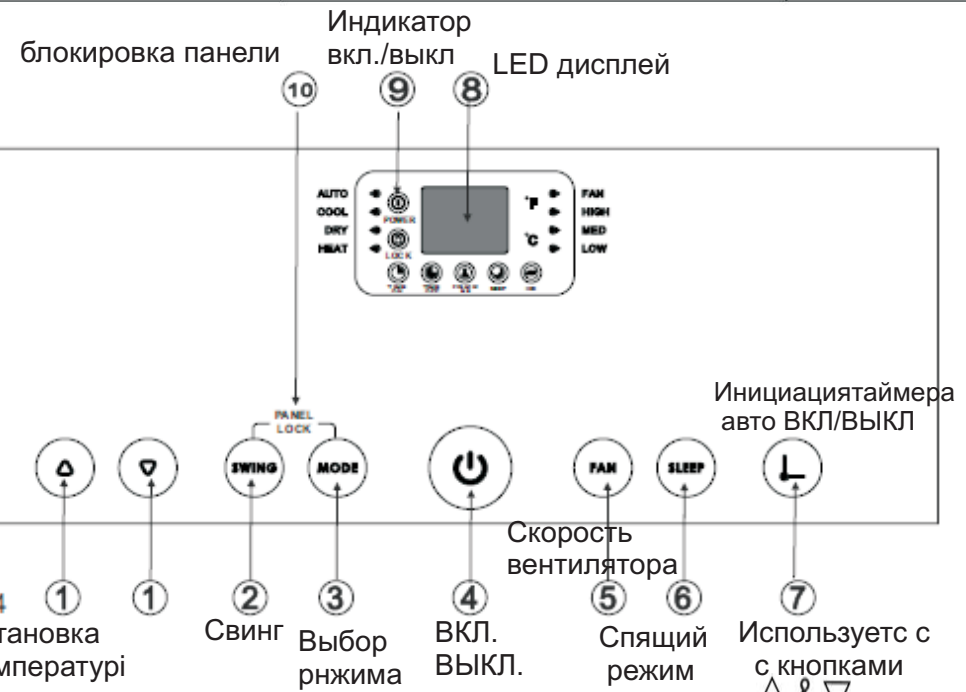 Индикатор
вкл./выкл
блокировка панели
LED дисплей
10 9 8
AUTO
COOL
DRY
HEAT
POWER
LOCK
°F
°C
FAN
HIGH
MED
LOW
Инициациятаймера
авто ВКЛ/ВЫКЛ
PANEL
LOCK
SWING MODE FAN SLEEP
Скорость
вентилятора
1 1 2 3 4 5 6 7
тановка
мпературі
Свинг
Выбор
рнжима
ВКЛ.
ВЫКЛ.
Спящий
режим
Используетс с
с кнопками